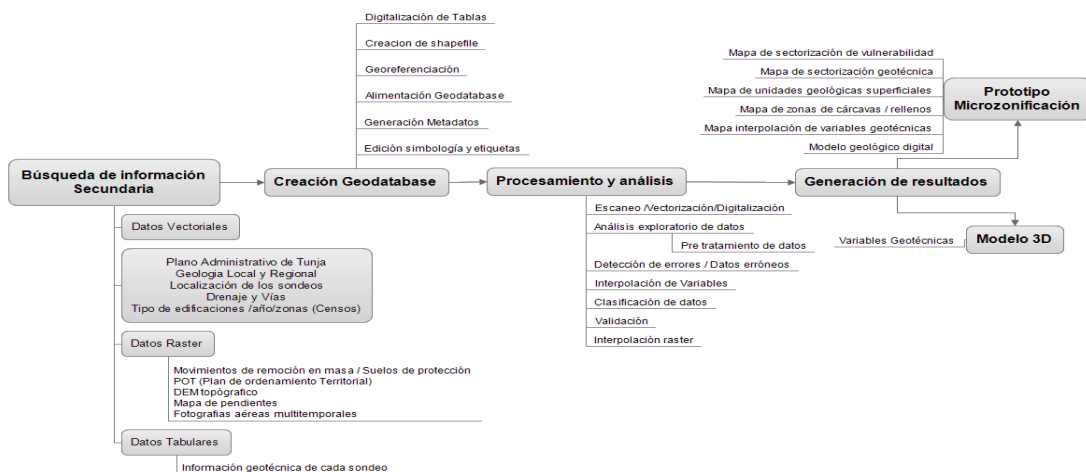 Digitalización de Tablas
Creacion de shapefile
Georeferenciación
Alimentación Geodatabase
Generación Metadatos
Edición simbología y etiquetas
Mapa de sectorización de vulnerabilidad
Mapa de sectorización geotécnica
Mapa de unidades geológicas superficiales
Mapa de zonas de cárcavas / rellenos
Mapa interpolación de variables geotécnicas
Modelo geológico digital
Prototipo
Microzonificación
Búsqueda de información
Secundaria
Creación Geodatabase
Procesamiento y análisis
Generación de resultados
Datos Vectoriales
Plano Administrativo de Tunja
Geologia Local y Regional
Localización de los sondeos
Drenaje y Vías
Tipo de edificaciones /año/zonas (Censos)
Datos Raster
Movimientos de remoción en masa / Suelos de protección
POT (Plan de ordenamiento Territorial)
DEM topógrafico
Mapa de pendientes
Fotografias aéreas multitemporales
Datos Tabulares
Información geotécnica de cada sondeo
Escaneo /Vectorización/Digitalización
Análisis exploratorio de datos
Pre tratamiento de datos
Detección de errores / Datos erróneos
Interpolación de Variables
Clasificación de datos
Validación
Interpolación raster
Variables Geotécnicas
Modelo 3D